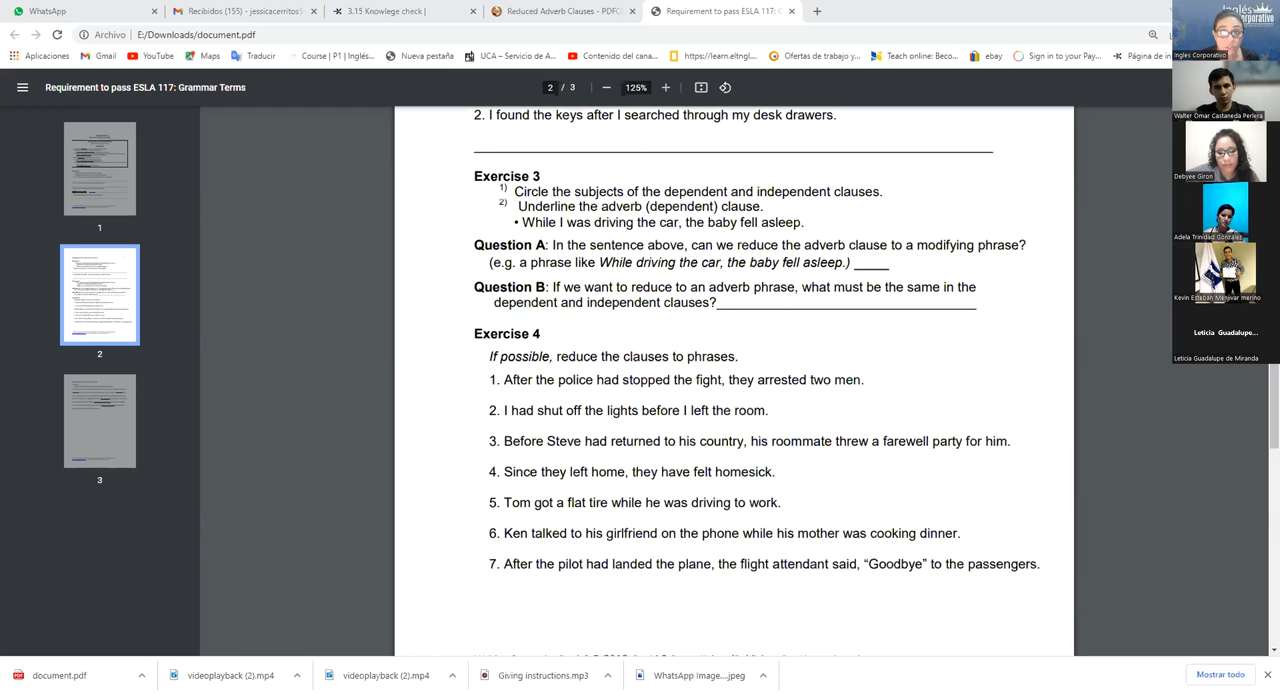 WhatsApp
Recibidos (155) - jessicacerritos
3.15 Knowlege check |
Reduced Adverb Clauses - PDFCO
Requirement to pass ESLA 117: G
Archivo | E:/Downloads/document.pdf
Aplicaciones
Gmail
YouTube
Maps
Traducir
Course | P1 | Inglés...
Nueva pestaña
UCA – Servicio de A...
Contenido del cana...
https://learn.eltngl...
Ofertas de trabajo y...
Teach online: Beco...
ebay
Sign in to your Pay...
Página de in
Requirement to pass ESLA 117: Grammar Terms
2 / 3
125%
1
2
3
2. I found the keys after I searched through my desk drawers.
Exercise 3
1) Circle the subjects of the dependent and independent clauses.
2) Underline the adverb (dependent) clause.
• While I was driving the car, the baby fell asleep.
Question A: In the sentence above, can we reduce the adverb clause to a modifying phrase?
(e.g. a phrase like While driving the car, the baby fell asleep.) _____
Question B: If we want to reduce to an adverb phrase, what must be the same in the
dependent and independent clauses?
Exercise 4
If possible, reduce the clauses to phrases.
1. After the police had stopped the fight, they arrested two men.
2. I had shut off the lights before I left the room.
3. Before Steve had returned to his country, his roommate threw a farewell party for him.
4. Since they left home, they have felt homesick.
5. Tom got a flat tire while he was driving to work.
6. Ken talked to his girlfriend on the phone while his mother was cooking dinner.
7. After the pilot had landed the plane, the flight attendant said, “Goodbye” to the passengers.
Inglés
Corporativo
Ingles Corporativo
Walter Omar Castaneda Perlera
Debyee Giron
Adela Trinidad Gonzalez
Kevin Esteban Menjivar merino
Leticia Guadalupe...
Leticia Guadalupe de Miranda
document.pdf
videoplayback (2).mp4
videoplayback (2).mp4
Giving instructions.mp3
WhatsApp Image....jpeg
Mostrar todo